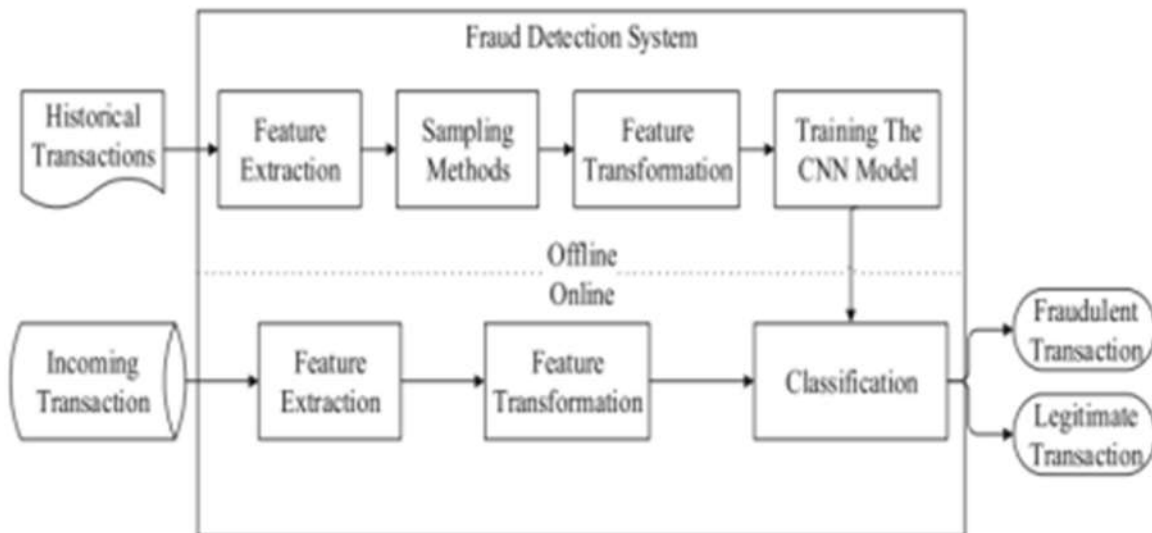 Fraud Detection System
Historical
Transactions
Feature
Extraction
Sampling
Methods
Feature
Transformation
Training The
CNN Model
Offline
Online
Incoming
Transaction
Feature
Extraction
Feature
Transformation
Classification
Fraudulent
Transaction
Legitimate
Transaction